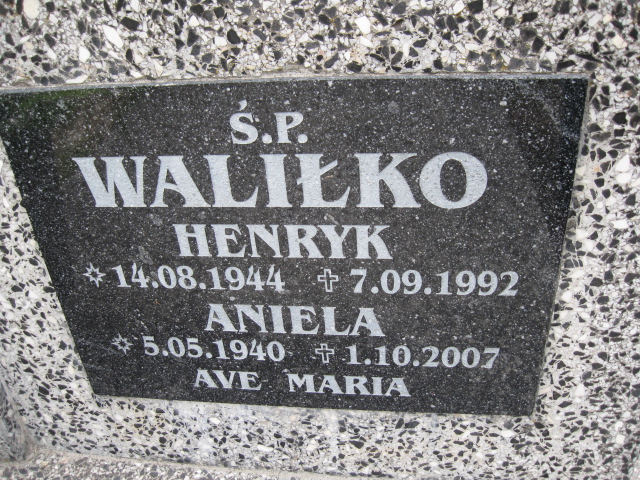 Ś.P.
WALIŁKO
HENRYK
* 14.08.1944 ✝ 7.09.1992
ANIELA
* 5.05.1940 ✝ 1.10.2007
AVE MARIA